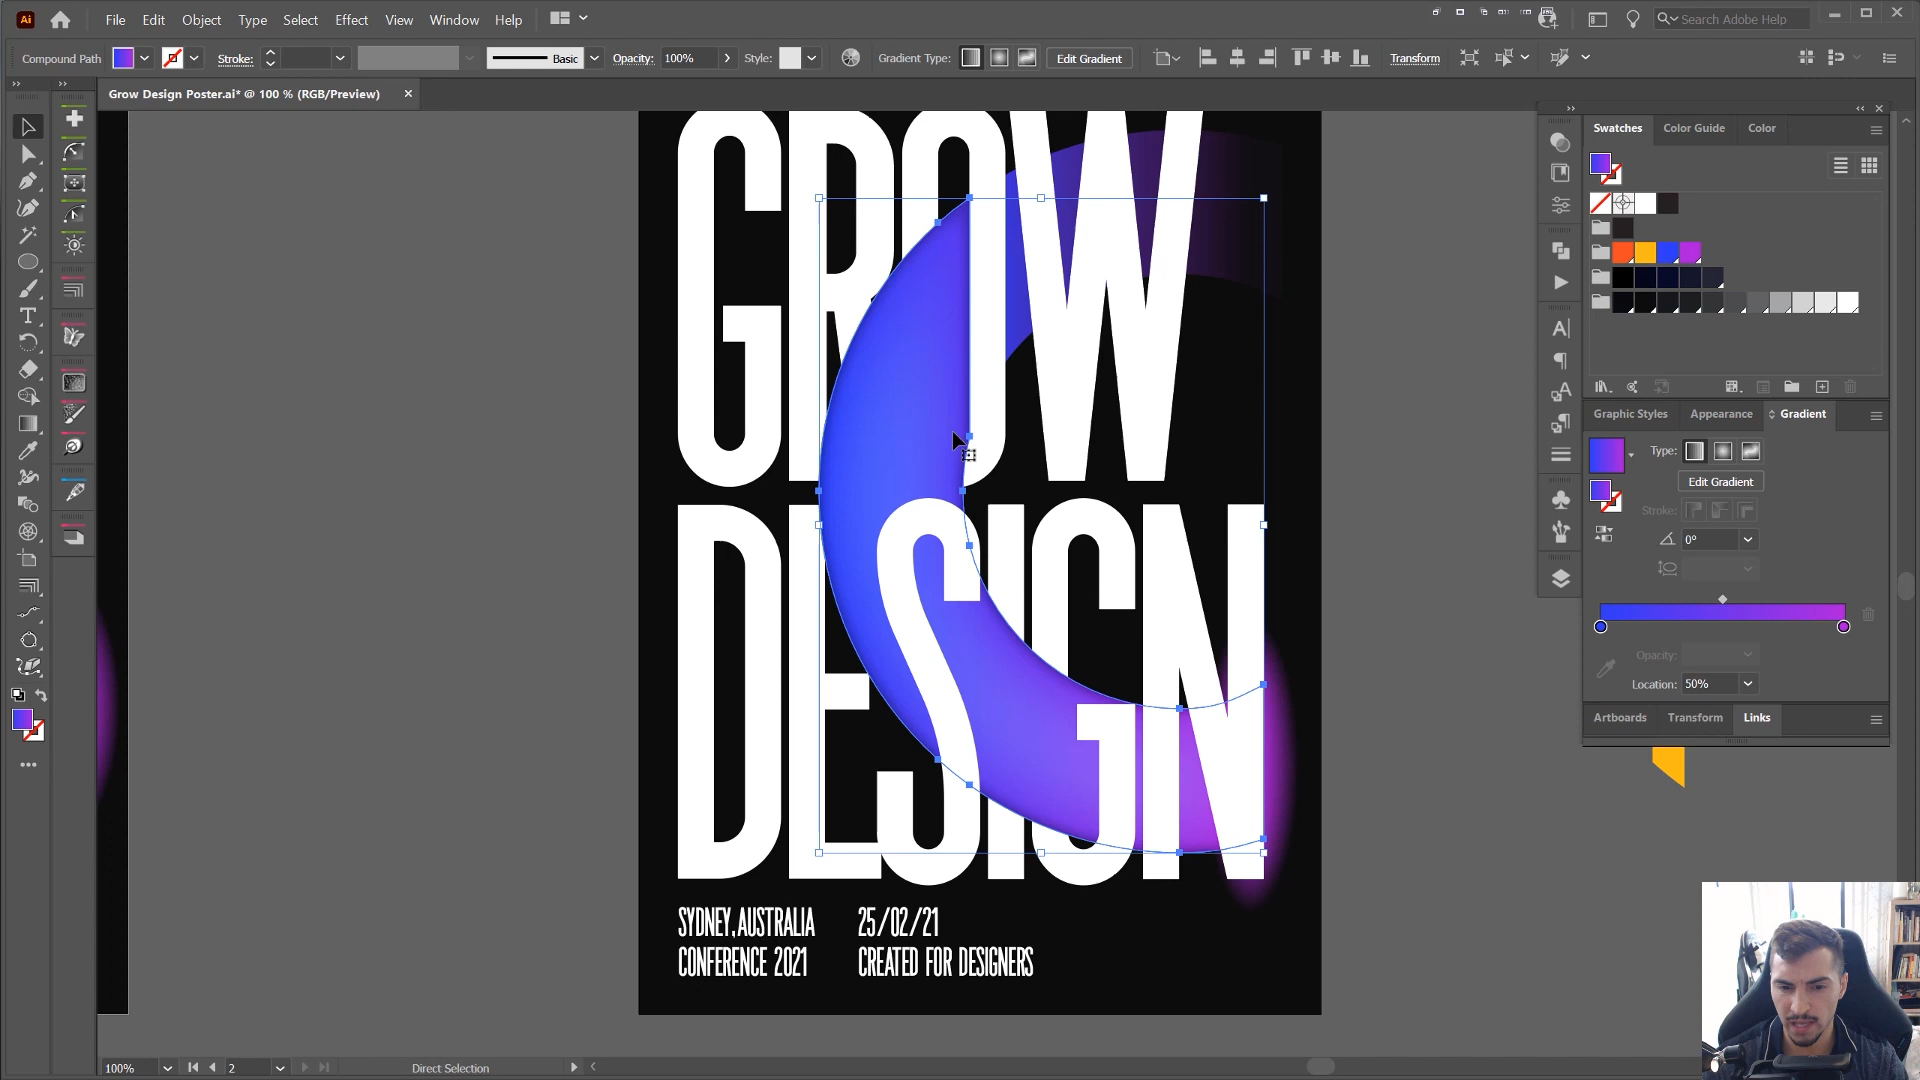 Ai File Edit Object Type Select Effect View Window Help Search Adobe Help
Compound Path Stroke: Basic Opacity: 100% Style: Gradient Type: Edit Gradient Transform
Grow Design Poster.ai* @ 100 % (RGB/Preview)
Swatches Color Guide Color
Graphic Styles Appearance Gradient
Type:
Edit Gradient
Stroke:
0°
Opacity:
Location: 50%
Artboards Transform Links
GROW
DESIGN
SYDNEY,AUSTRALIA 25/02/21
CONFERENCE 2021 CREATED FOR DESIGNERS
100% 2 Direct Selection